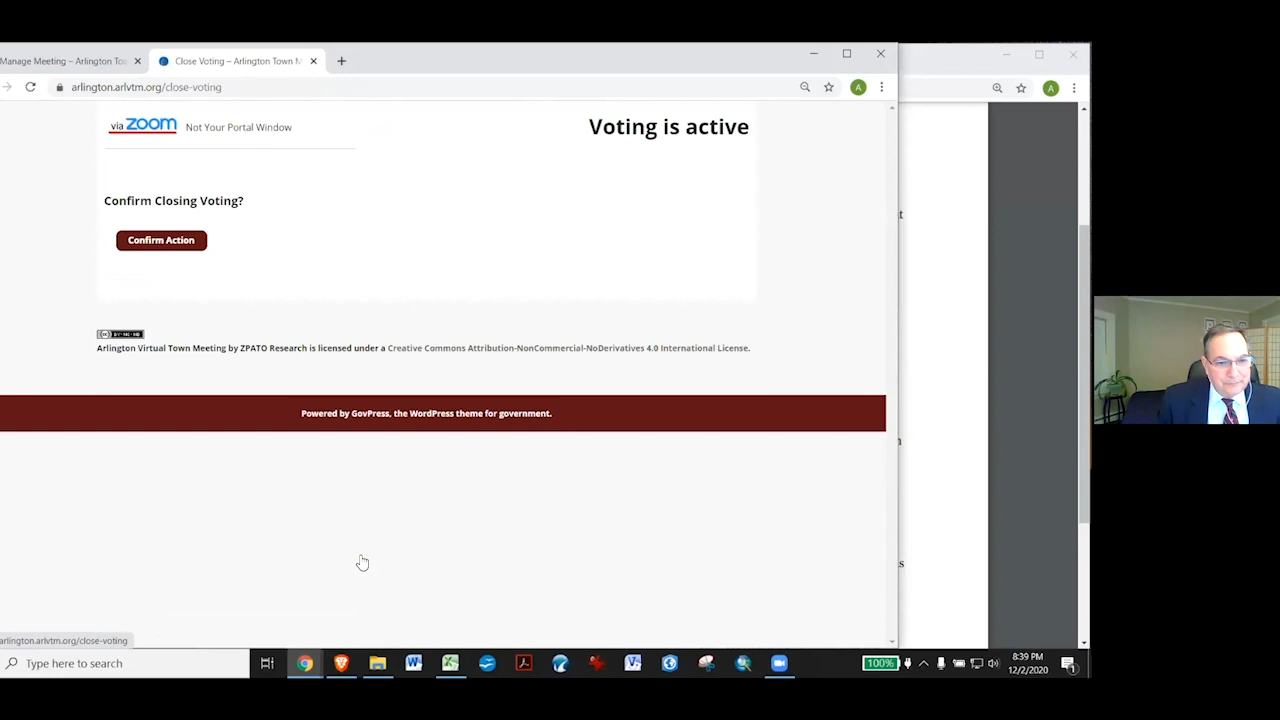 Manage Meeting – Arlington To
Close Voting – Arlington Town M
arlington.arlvtm.org/close-voting
A
A
via ZOOM Not Your Portal Window
Voting is active
Confirm Closing Voting?
Confirm Action
Arlington Virtual Town Meeting by ZPATO Research is licensed under a Creative Commons Attribution-NonCommercial-NoDerivatives 4.0 International License.
Powered by GovPress, the WordPress theme for government.
arlington.arlvtm.org/close-voting
Type here to search
100%
8:39 PM
12/2/2020